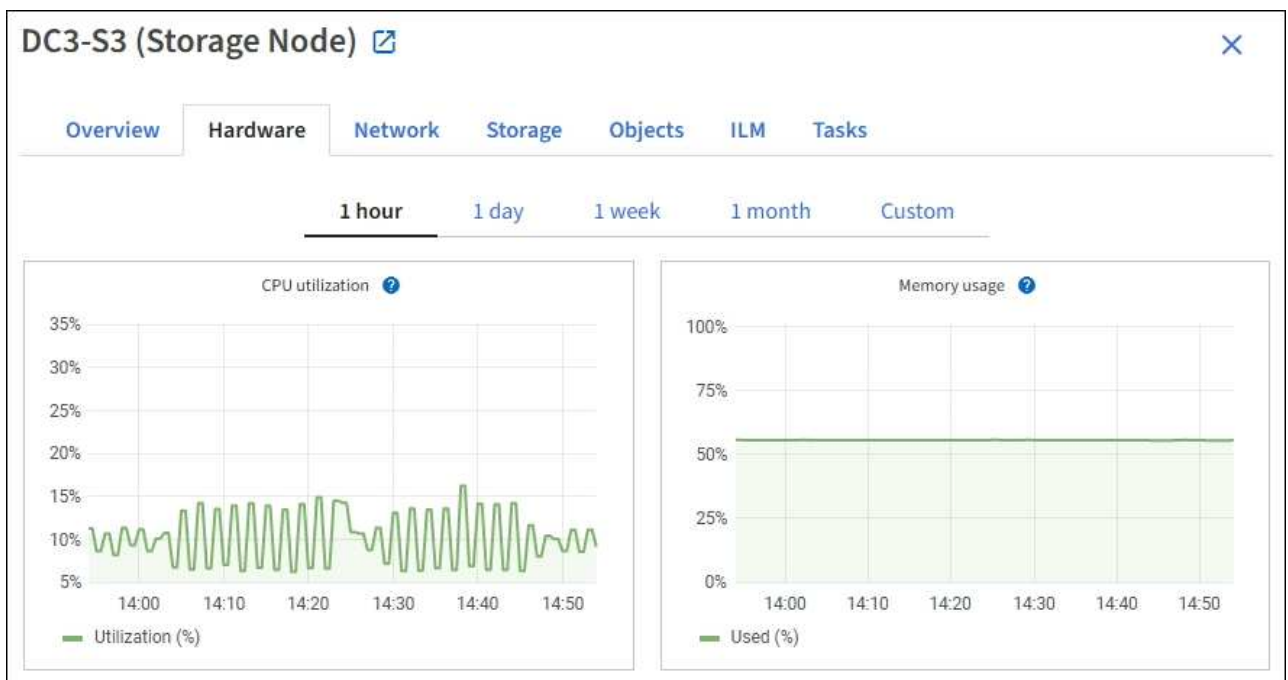 DC3-S3 (Storage Node)
Overview Hardware Network Storage Objects ILM Tasks
1 hour 1 day 1 week 1 month Custom
CPU utilization ?
35%
30%
25%
20%
15%
10%
5%
14:00 14:10 14:20 14:30 14:40 14:50
Utilization (%)
Memory usage ?
100%
75%
50%
25%
0%
14:00 14:10 14:20 14:30 14:40 14:50
Used (%)